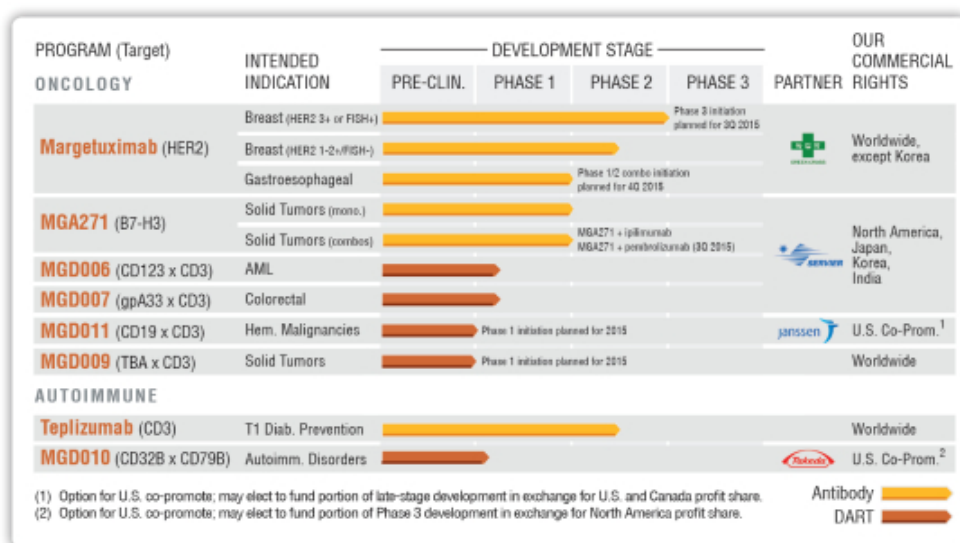 PROGRAM (Target)
INTENDED INDICATION
DEVELOPMENT STAGE
PRE-CLIN. PHASE 1 PHASE 2 PHASE 3
PARTNER
OUR COMMERCIAL RIGHTS
ONCOLOGY
Margetuximab (HER2)
Breast (HER2 3+ or FISH+)
Phase 3 initiation
planned for 3Q 2015
Breast (HER2 1-2+/FISH-)
Gastroesophageal
Phase 1/2 combo initiation
planned for 4Q 2015
Worldwide,
except Korea
MGA271 (B7-H3)
Solid Tumors (mono.)
Solid Tumors (combos)
MGA271 + ipilimumab
MGA271 + pembrolizumab (3Q 2015)
MGD006 (CD123 x CD3) AML
MGD007 (gpA33 x CD3) Colorectal
SERVIER
North America,
Japan,
Korea,
India
MGD011 (CD19 x CD3) Hem. Malignancies Phase 1 initiation planned for 2015 janssen U.S. Co-Prom.1
MGD009 (TBA x CD3) Solid Tumors Phase 1 initiation planned for 2015 Worldwide
AUTOIMMUNE
Teplizumab (CD3) T1 Diab. Prevention Worldwide
MGD010 (CD32B x CD79B) Autoimm. Disorders Takeda U.S. Co-Prom.2
(1) Option for U.S. co-promote; may elect to fund portion of late-stage development in exchange for U.S. and Canada profit share.
(2) Option for U.S. co-promote; may elect to fund portion of Phase 3 development in exchange for North America profit share.
Antibody
DART